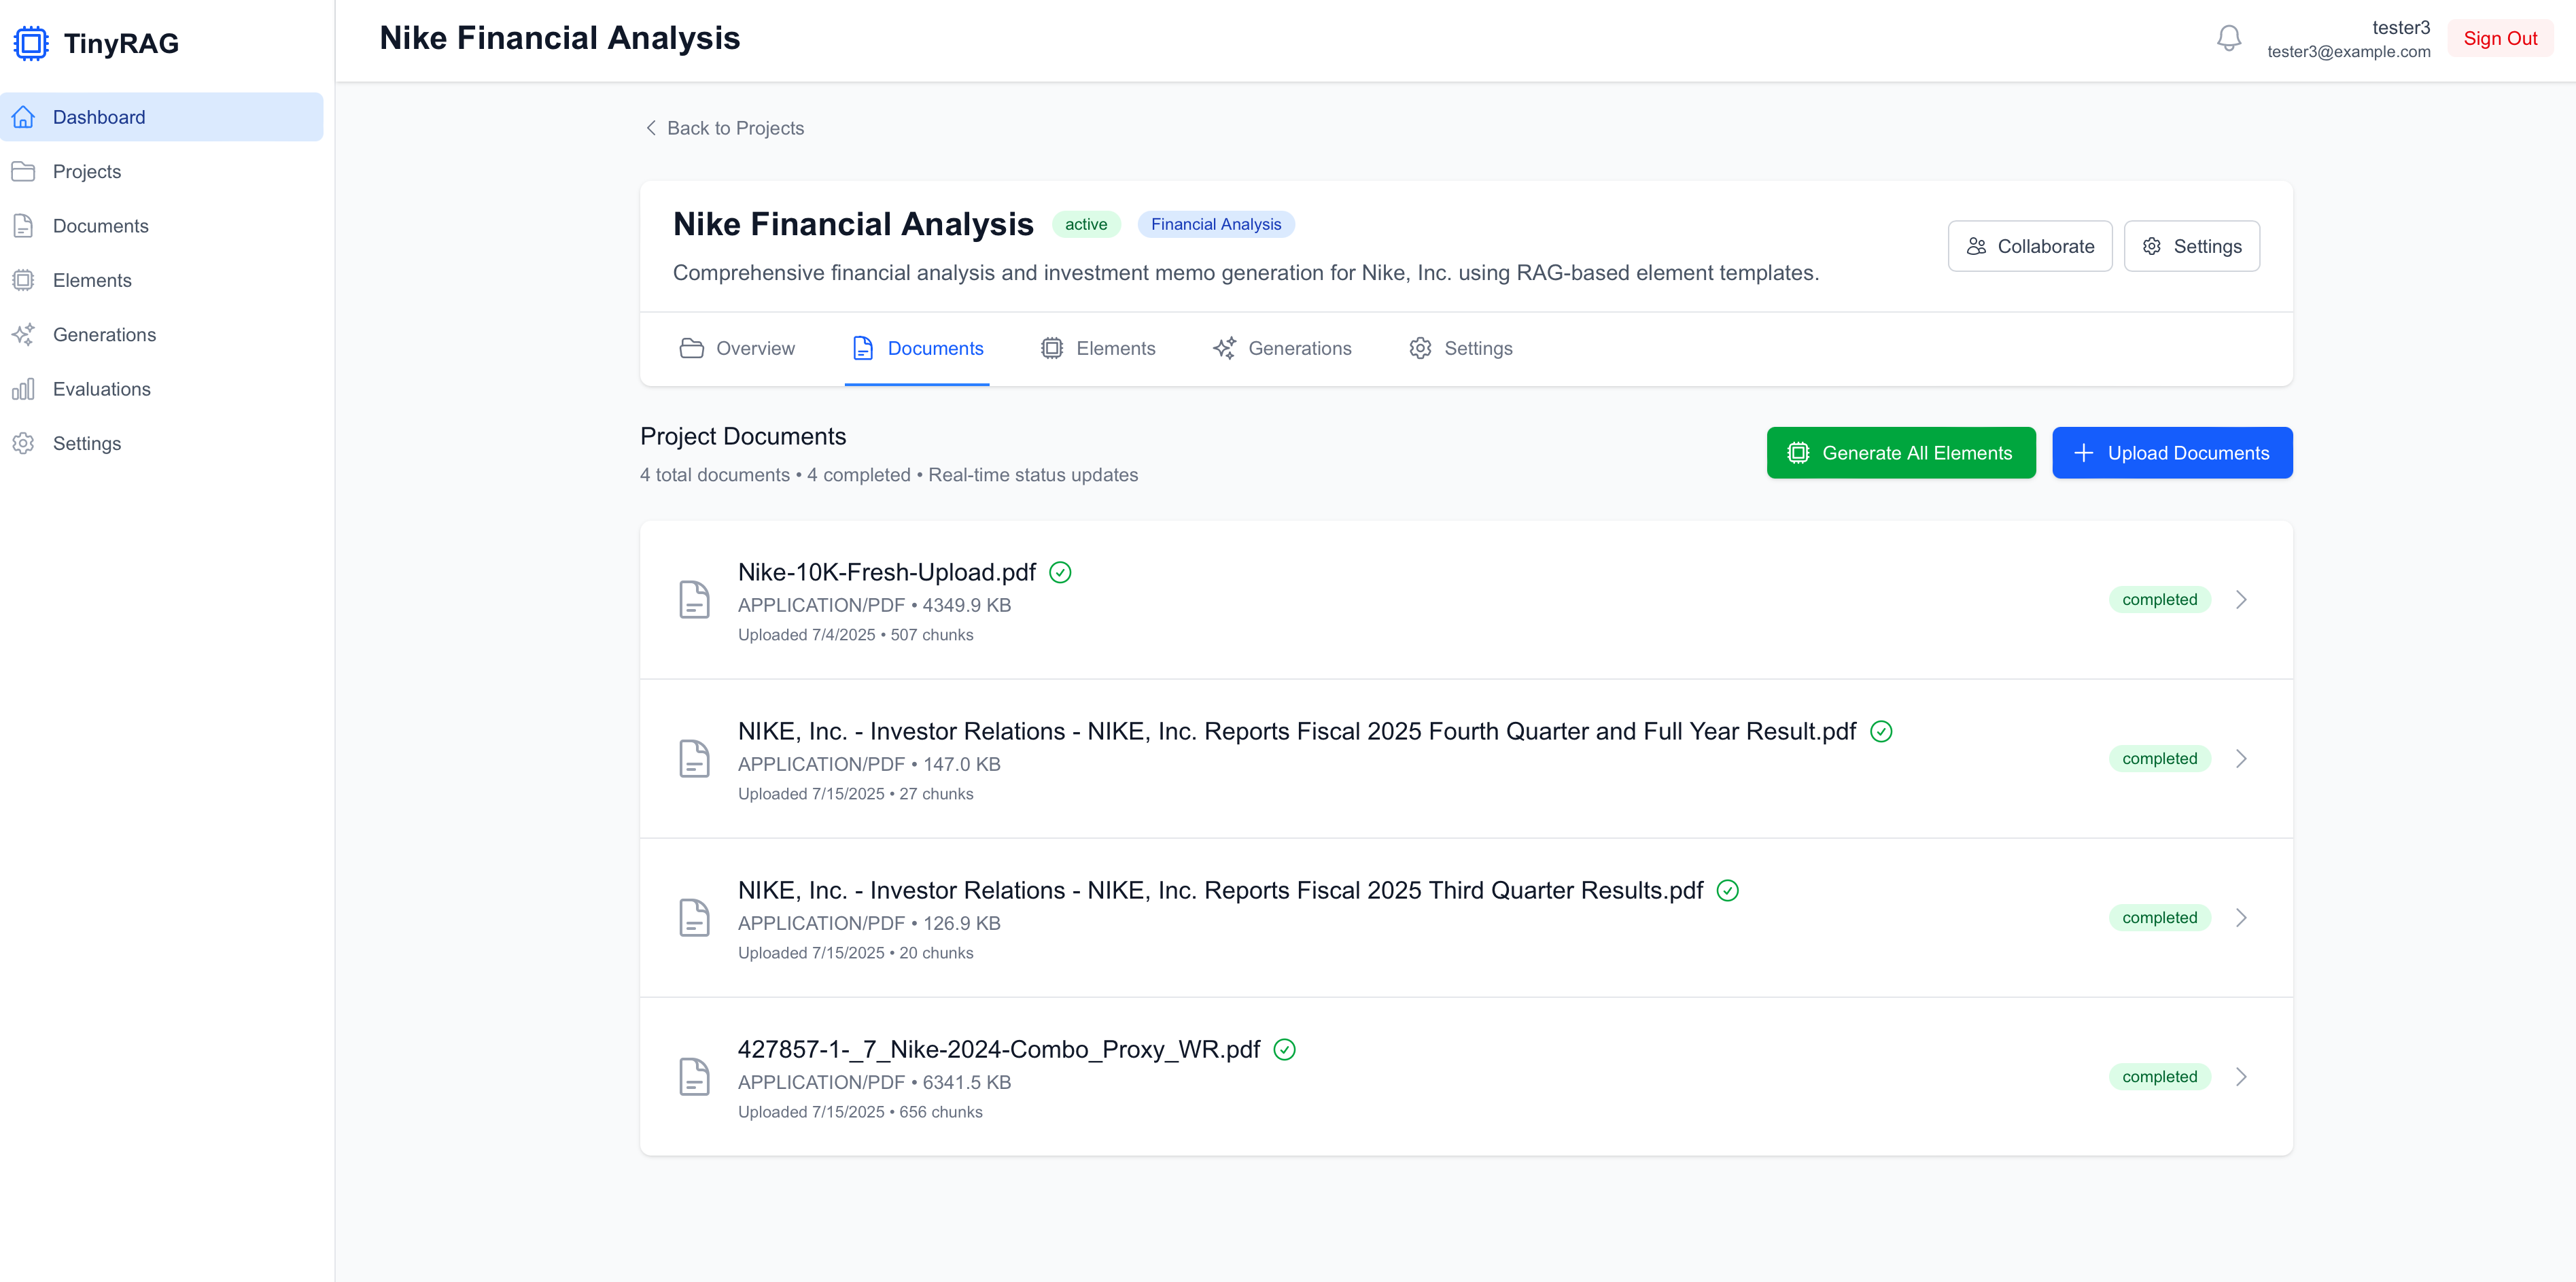 TinyRAG
Dashboard
Projects
Documents
Elements
Generations
Evaluations
Settings
Nike Financial Analysis
tester3
tester3@example.com
Sign Out
Back to Projects
Nike Financial Analysis active Financial Analysis
Comprehensive financial analysis and investment memo generation for Nike, Inc. using RAG-based element templates.
Collaborate Settings
Overview Documents Elements Generations Settings
Project Documents
4 total documents • 4 completed • Real-time status updates
Generate All Elements Upload Documents
Nike-10K-Fresh-Upload.pdf
APPLICATION/PDF • 4349.9 KB
Uploaded 7/4/2025 • 507 chunks
completed
NIKE, Inc. - Investor Relations - NIKE, Inc. Reports Fiscal 2025 Fourth Quarter and Full Year Result.pdf
APPLICATION/PDF • 147.0 KB
Uploaded 7/15/2025 • 27 chunks
completed
NIKE, Inc. - Investor Relations - NIKE, Inc. Reports Fiscal 2025 Third Quarter Results.pdf
APPLICATION/PDF • 126.9 KB
Uploaded 7/15/2025 • 20 chunks
completed
427857-1-_7_Nike-2024-Combo_Proxy_WR.pdf
APPLICATION/PDF • 6341.5 KB
Uploaded 7/15/2025 • 656 chunks
completed